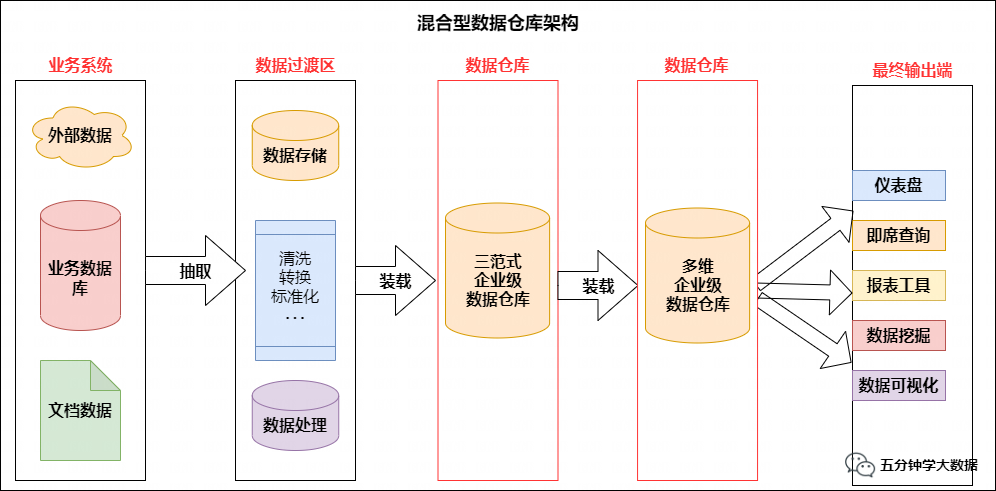 混合型数据仓库架构
业务系统
外部数据
业务数据
库
文档数据
抽取
数据过渡区
数据存储
清洗
转换
标准化
...
数据处理
装载
数据仓库
三范式
企业级
数据仓库
装载
数据仓库
多维
企业级
数据仓库
最终输出端
仪表盘
即席查询
报表工具
数据挖掘
数据可视化
五分钟学大数据